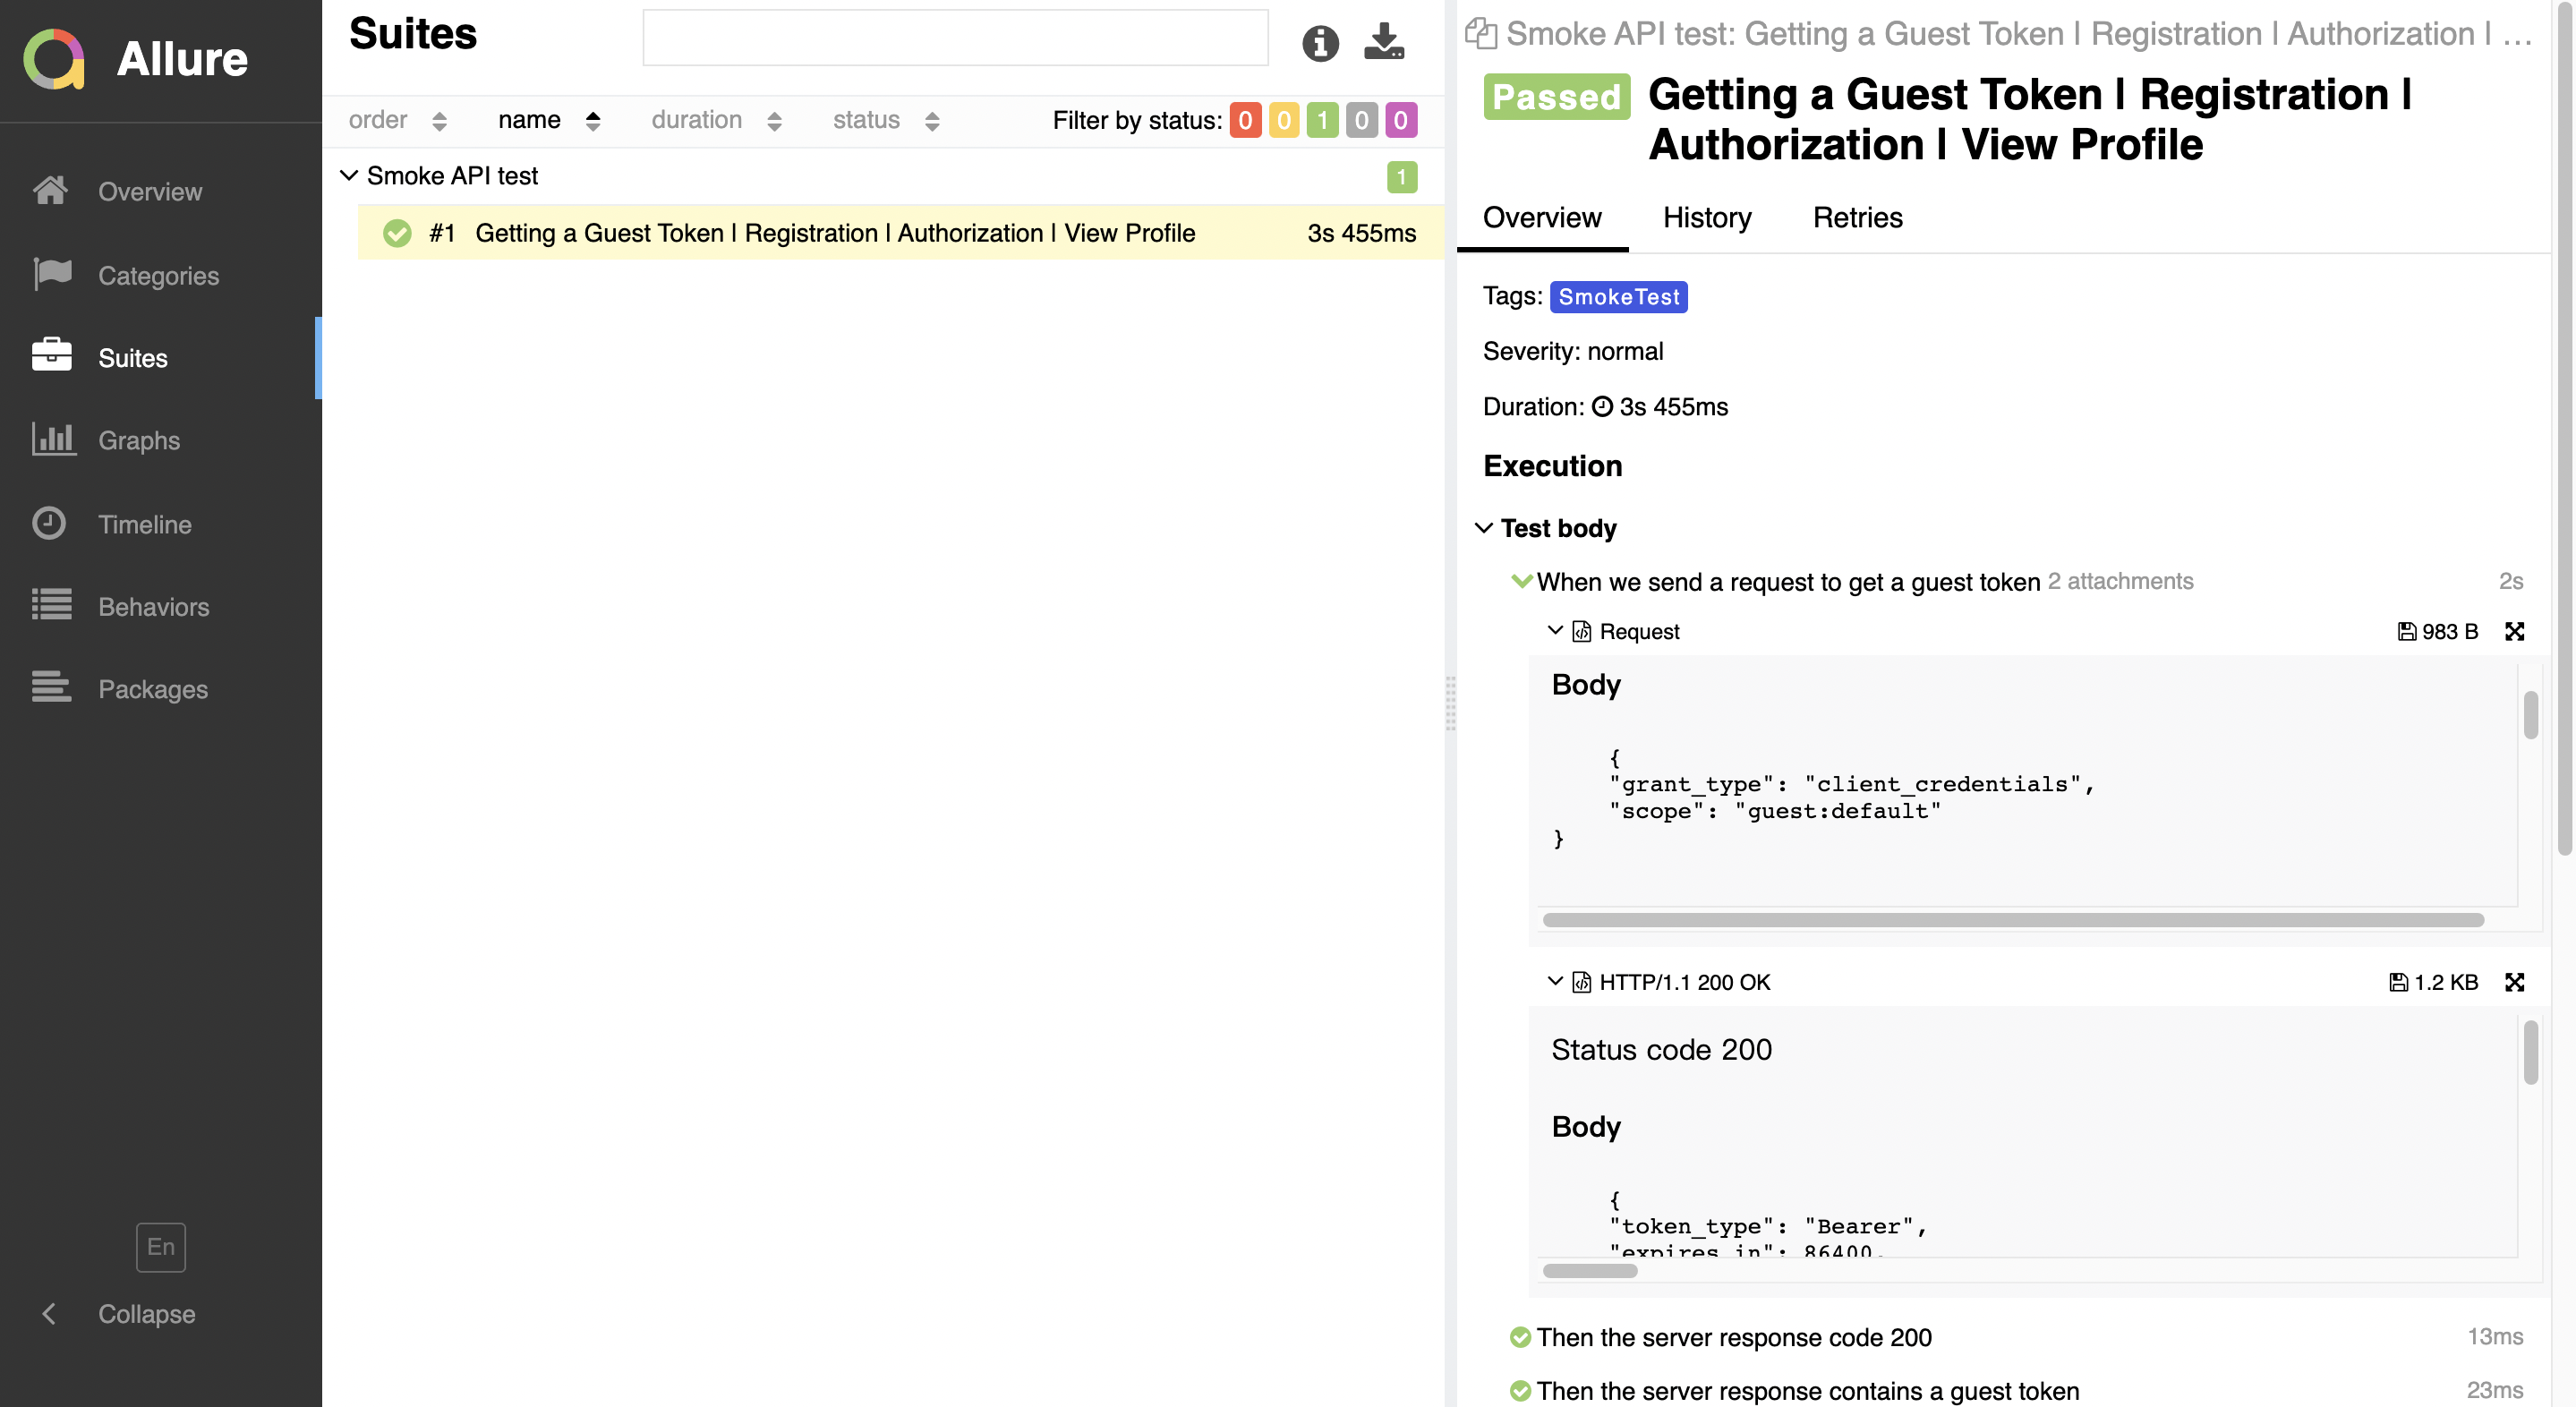 Allure
Overview
Categories
Suites
Graphs
Timeline
Behaviors
Packages
En
Collapse
Suites
order name duration status Filter by status: 0 0 1 0 0
Smoke API test 1
#1 Getting a Guest Token | Registration | Authorization | View Profile 3s 455ms
Smoke API test: Getting a Guest Token | Registration | Authorization | ...
Passed Getting a Guest Token | Registration |
Authorization | View Profile
Overview History Retries
Tags: SmokeTest
Severity: normal
Duration: 3s 455ms
Execution
Test body
When we send a request to get a guest token 2 attachments 2s
Request 983 B
Body
{
"grant_type": "client_credentials",
"scope": "guest:default"
}
HTTP/1.1 200 OK 1.2 KB
Status code 200
Body
{
"token_type": "Bearer",
"expires_in": 86400,
Then the server response code 200 13ms
Then the server response contains a guest token 23ms